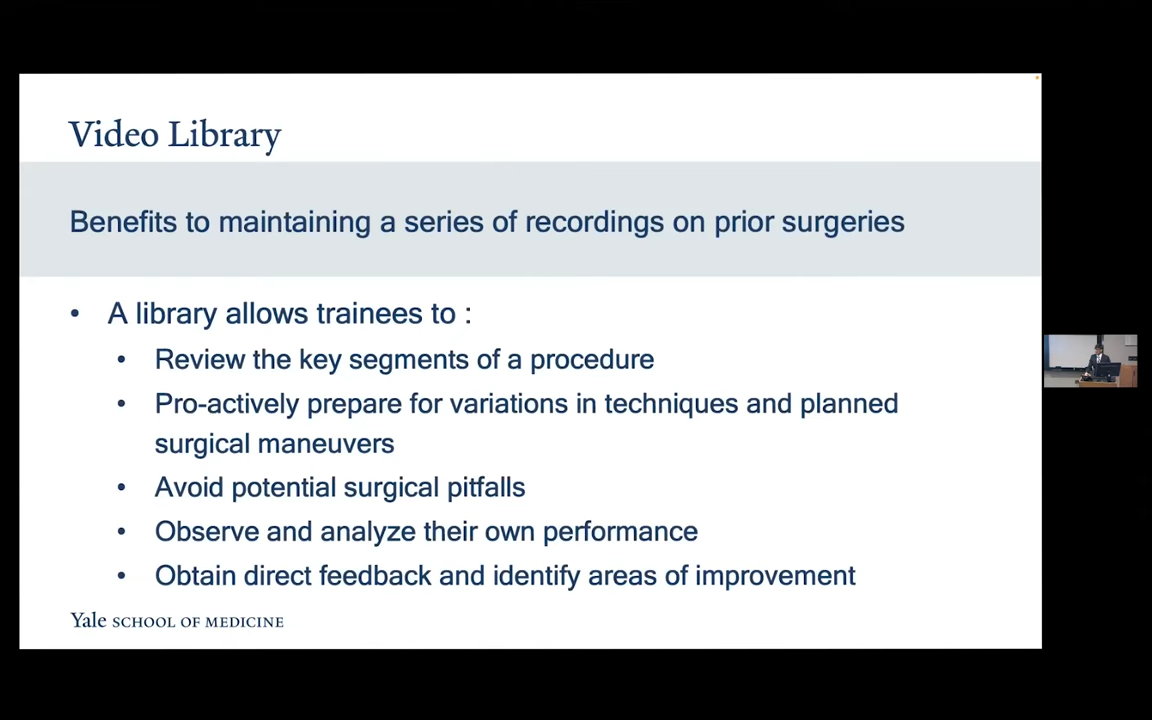 Video Library
Benefits to maintaining a series of recordings on prior surgeries
• A library allows trainees to :
• Review the key segments of a procedure
• Pro-actively prepare for variations in techniques and planned
surgical maneuvers
• Avoid potential surgical pitfalls
• Observe and analyze their own performance
• Obtain direct feedback and identify areas of improvement
Yale SCHOOL OF MEDICINE